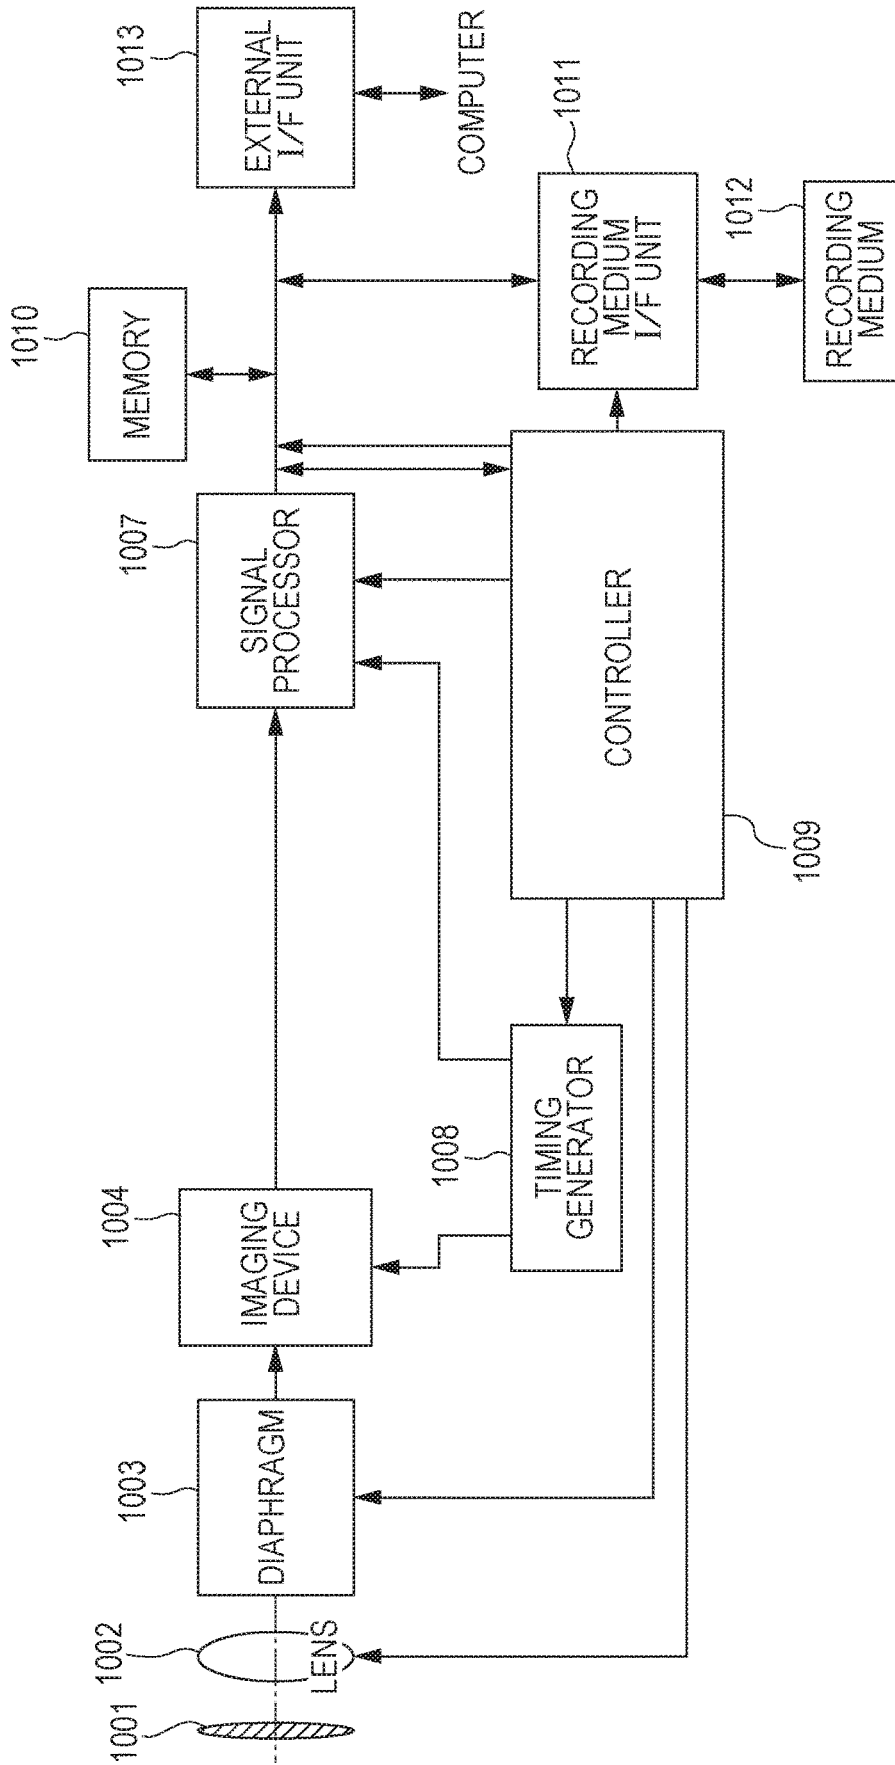 1001
1002
LENS
1003
DIAPHRAGM
1004
IMAGING
DEVICE
1007
SIGNAL
PROCESSOR
1010
MEMORY
1013
EXTERNAL
I/F UNIT
COMPUTER
1008
TIMING
GENERATOR
CONTROLLER
1009
1011
RECORDING
MEDIUM
I/F UNIT
1012
RECORDING
MEDIUM